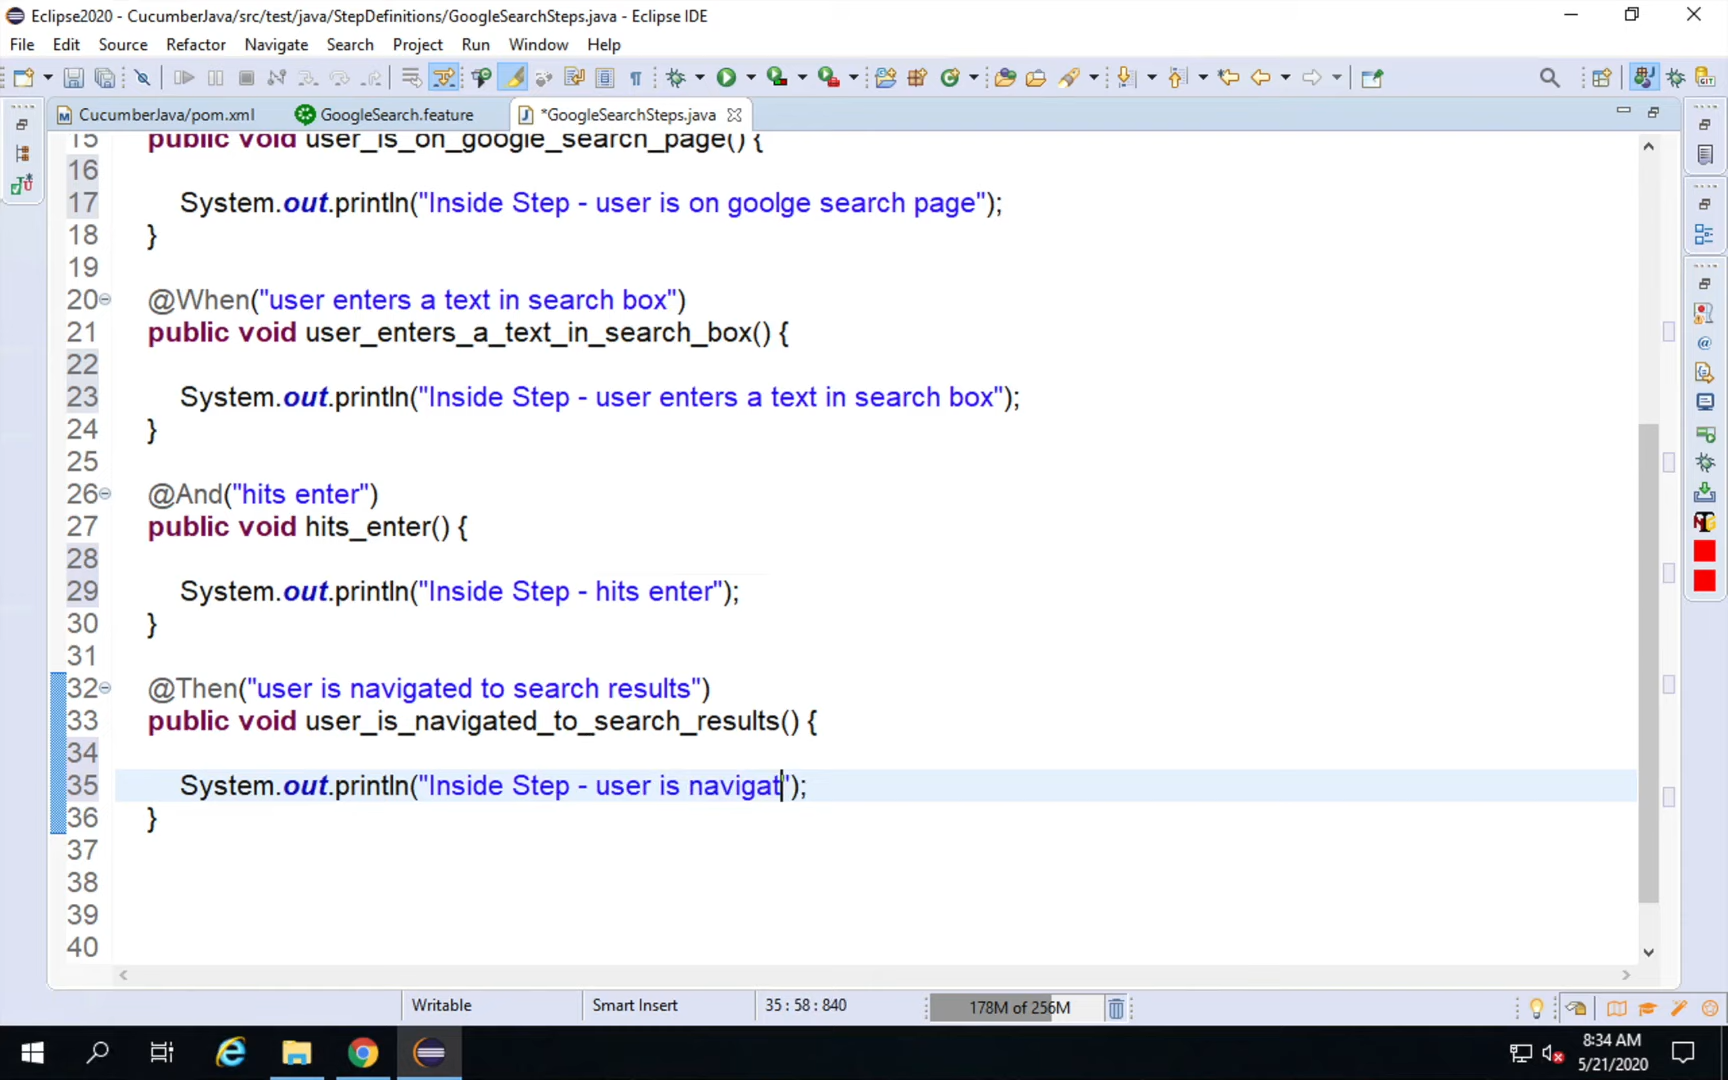 Eclipse2020 - CucumberJava/src/test/java/StepDefinitions/GoogleSearchSteps.java - Eclipse IDE
File Edit Source Refactor Navigate Search Project Run Window Help
CucumberJava/pom.xml GoogleSearch.feature *GoogleSearchSteps.java
15 public void user_is_on_google_search_page() {
16
17 System.out.println("Inside Step - user is on goolge search page");
18 }
19
20 @When("user enters a text in search box")
21 public void user_enters_a_text_in_search_box() {
22
23 System.out.println("Inside Step - user enters a text in search box");
24 }
25
26 @And("hits enter")
27 public void hits_enter() {
28
29 System.out.println("Inside Step - hits enter");
30 }
31
32 @Then("user is navigated to search results")
33 public void user_is_navigated_to_search_results() {
34
35 System.out.println("Inside Step - user is navigat");
36 }
37
38
39
40
Writable Smart Insert 35 : 58 : 840 178M of 256M
8:34 AM
5/21/2020